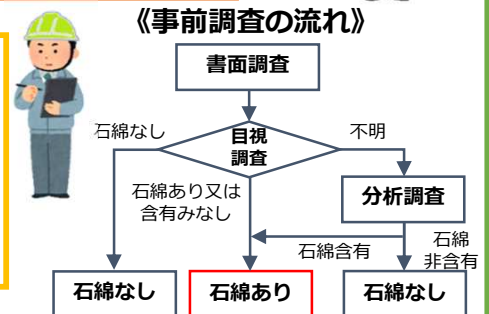 《事前調査の流れ》
書面調査
石綿なし
目視
調査
不明
石綿あり又は
含有みなし
分析調査
石綿含有
石綿
非含有
石綿なし
石綿あり
石綿なし